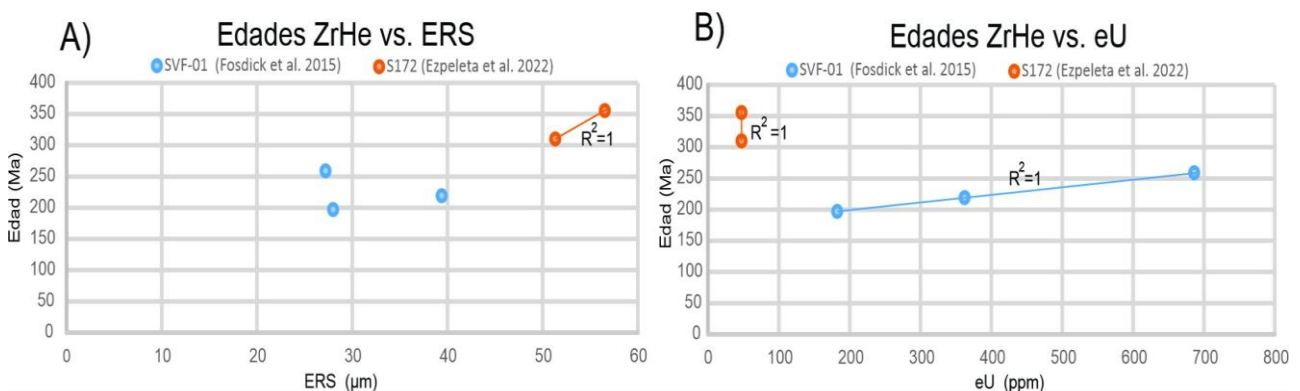 A)
Edades ZrHe vs. ERS
SVF-01 (Fosdick et al. 2015) S172 (Ezpeleta et al. 2022)
400
350
300
250
200
150
100
50
0
Edad (Ma)
R²=1
0 10 20 30 40 50 60
ERS (µm)
B)
Edades ZrHe vs. eU
SVF-01 (Fosdick et al. 2015) S172 (Ezpeleta et al. 2022)
400
350
300
250
200
150
100
50
0
Edad (Ma)
R²=1
R²=1
0 100 200 300 400 500 600 700 800
eU (ppm)